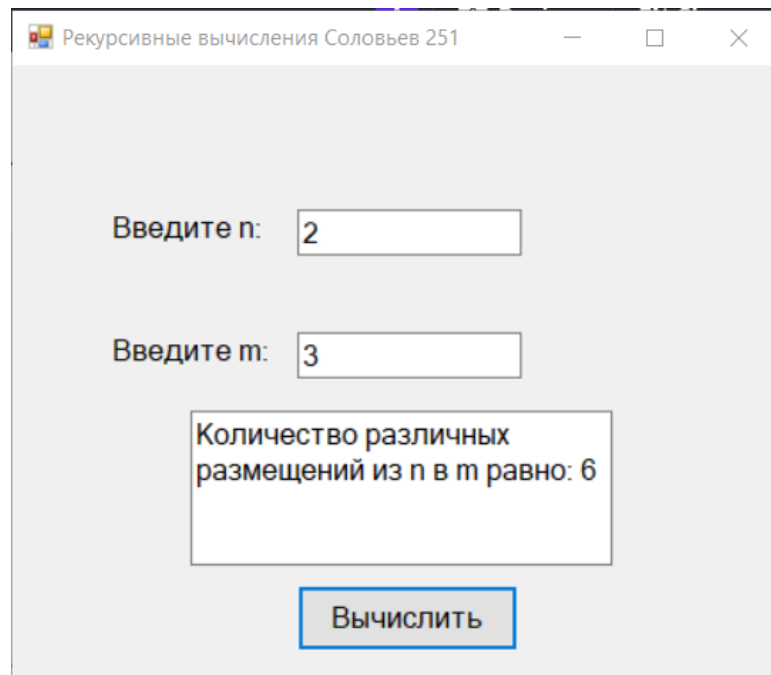 Рекурсивные вычисления Соловьев 251
Введите n: 2
Введите m: 3
Количество различных
размещений из n в m равно: 6
Вычислить